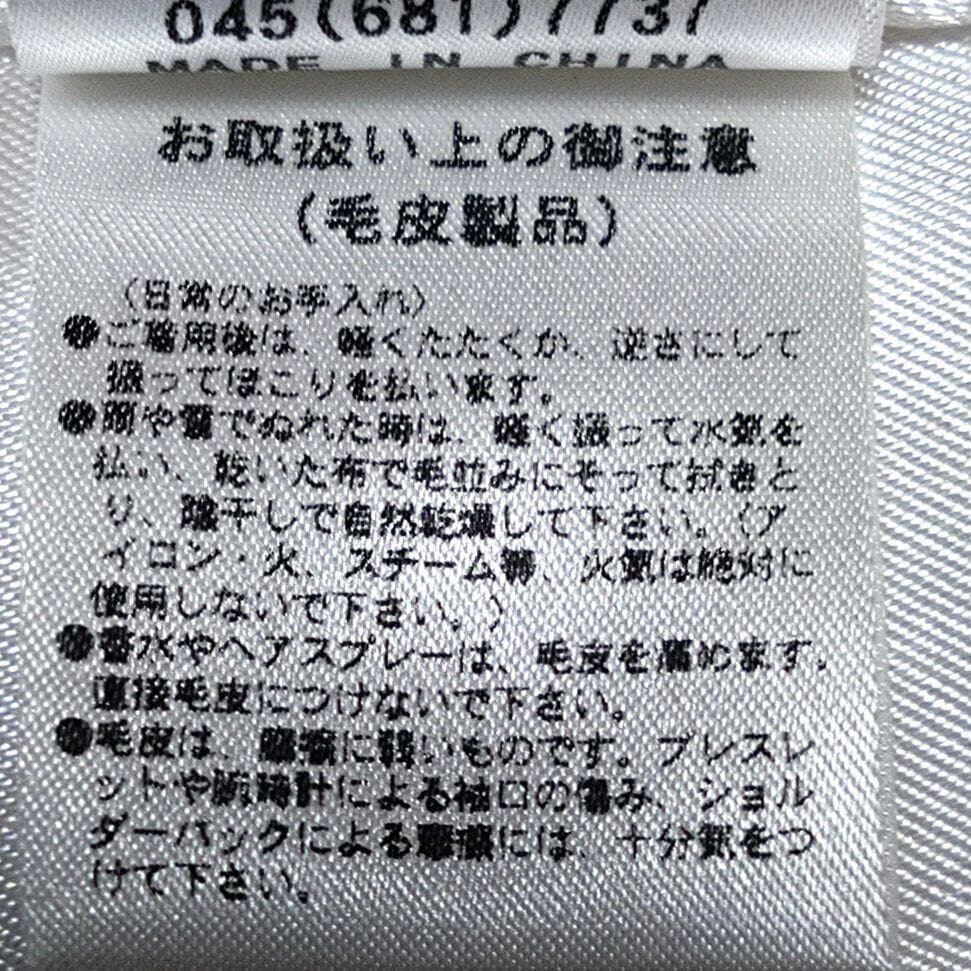 045(681)7737
MADE IN CHINA
お取扱い上の御注意
(毛皮製品)
(日常のお手入れ)
●ご着用後は、軽くたたくか、逆さにして
振ってほこりを払います。
●雨や雪でぬれた時は、軽く振って水気を
払い、乾いた布で毛並みにそって拭きと
り、陰干しで自然乾燥して下さい。(ア
イロン・火、スチーム等、火気は絶対に
使用しないで下さい。)
●香水やヘアスプレーは、毛皮を痛めます。
直接毛皮につけないで下さい。
●毛皮は、摩擦に弱いものです。ブレスレ
ットや腕時計による袖口の傷み、ショル
ダーバックによる摩擦には、十分気をつ
けて下さい。